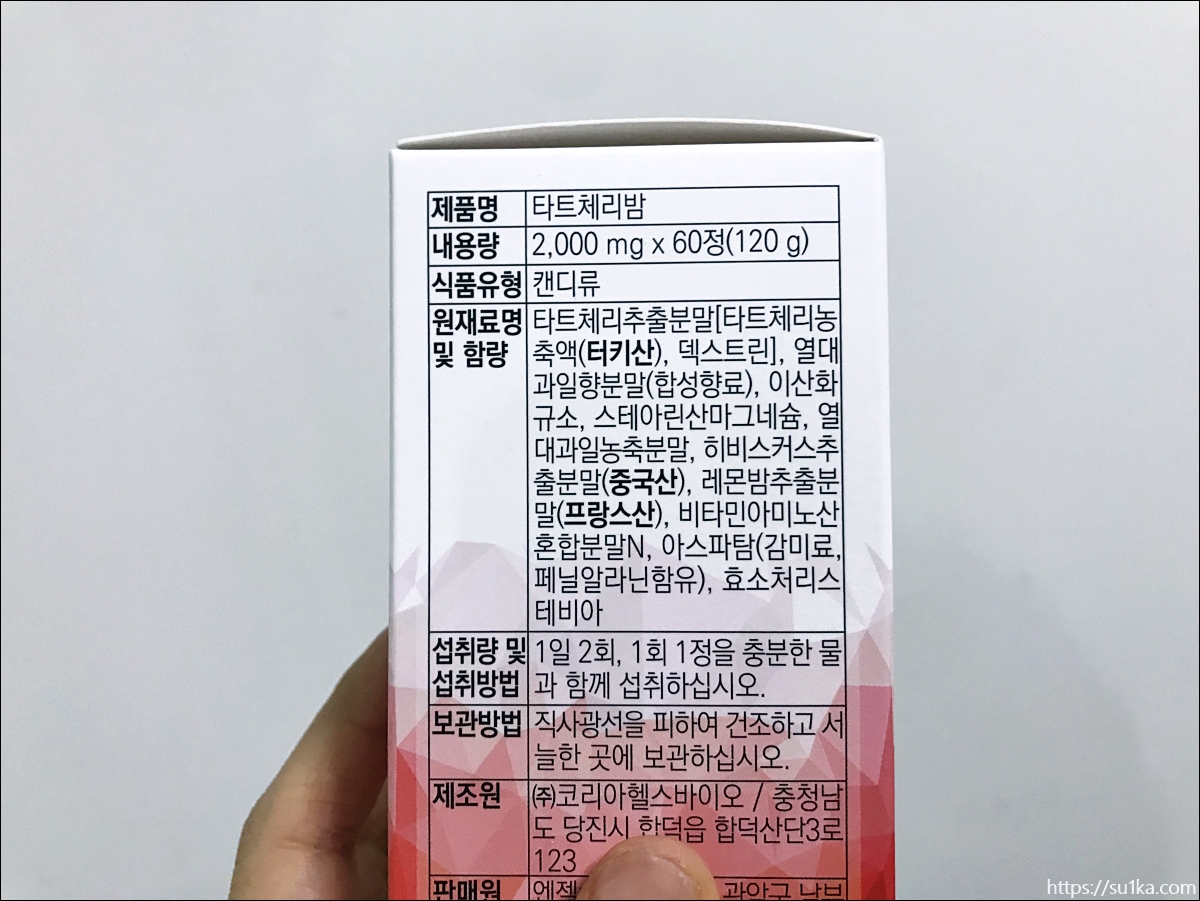 제품명 타트체리밤
내용량 2,000 mg x 60정(120 g)
식품유형 캔디류
원재료명 타트체리추출분말[타트체리농
및 함량 축액(터키산), 덱스트린], 열대
과일향분말(합성향료), 이산화
규소, 스테아린산마그네슘, 열
대과일농축분말, 히비스커스추
출분말(중국산), 레몬밤추출분
말(프랑스산), 비타민아미노산
혼합분말N, 아스파탐(감미료,
페닐알라닌함유), 효소처리스
테비아
섭취량 및 1일 2회, 1회 1정을 충분한 물
섭취방법 과 함께 섭취하십시오.
보관방법 직사광선을 피하여 건조하고 서
늘한 곳에 보관하십시오.
제조원 ㈜코리아헬스바이오 / 충청남
도 당진시 합덕읍 합덕산단3로
123
판매원 엔젤 관악구 남부
https://su1ka.com